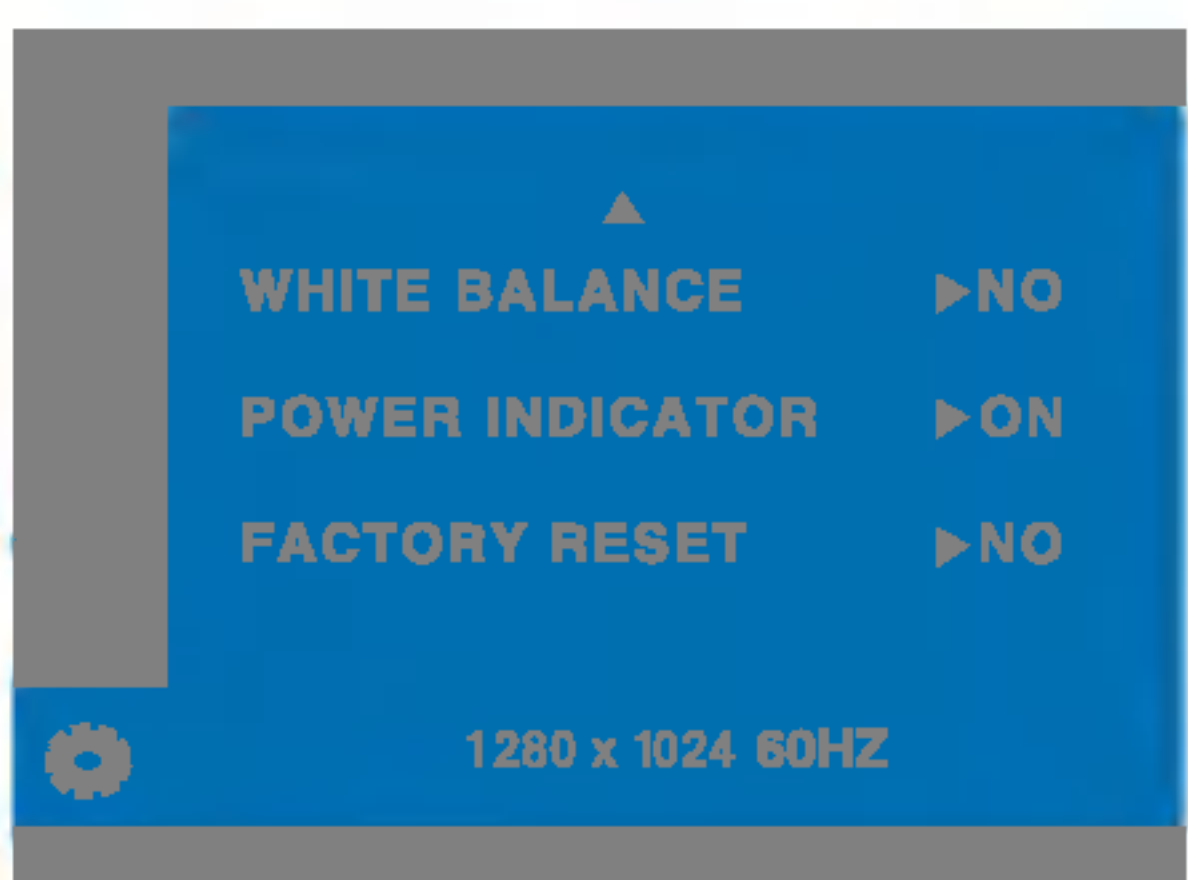 WHITE BALANCE ▶NO
POWER INDICATOR ▶ON
FACTORY RESET ▶NO
1280 x 1024 60HZ